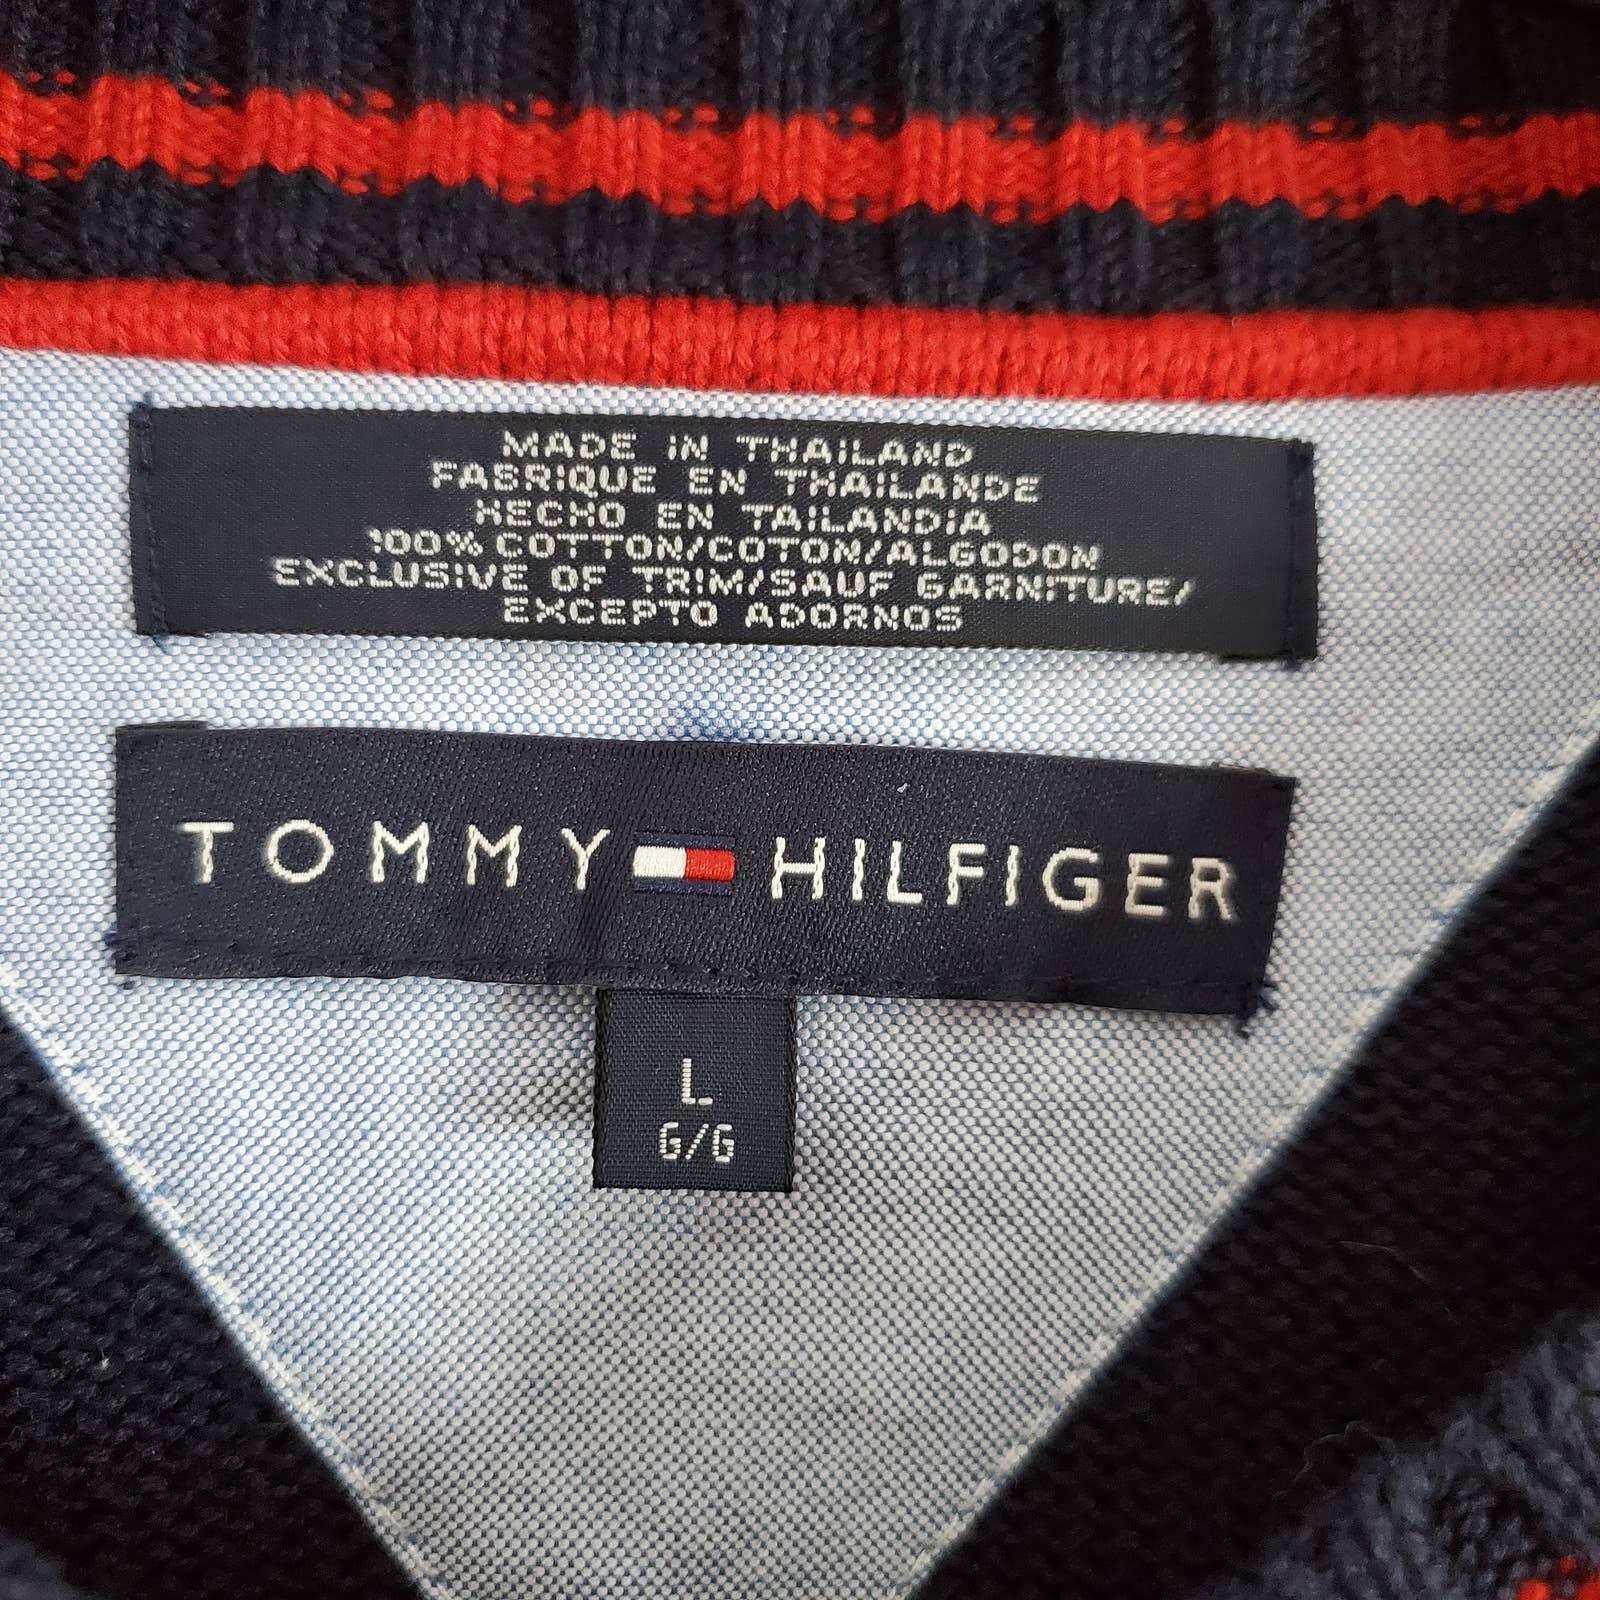 MADE IN THAILAND
FABRIQUE EN THAILANDE
HECHO EN TAILANDIA
100% COTTON/COTON/ALGODON
EXCLUSIVE OF TRIM/SAUF GARNITURE/
EXCEPTO ADORNOS
TOMMY HILFIGER
L
G/G